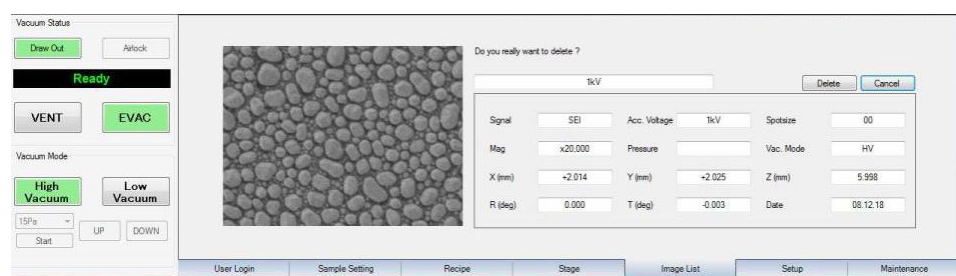 Vacuum Status
Draw Out Airlock
Ready
VENT EVAC
Vacuum Mode
High Vacuum Low Vacuum
15Pa
Start UP DOWN
Do you really want to delete ?
1kV Delete Cancel
Signal SEI Acc. Voltage 1kV Spotsize 00
Mag x20,000 Pressure Vac. Mode HV
X (mm) +2.014 Y (mm) +2.025 Z (mm) 5.998
R (deg) 0.000 T (deg) -0.003 Date 08.12.18
User Login Sample Setting Recipe Stage Image List Setup Maintenance